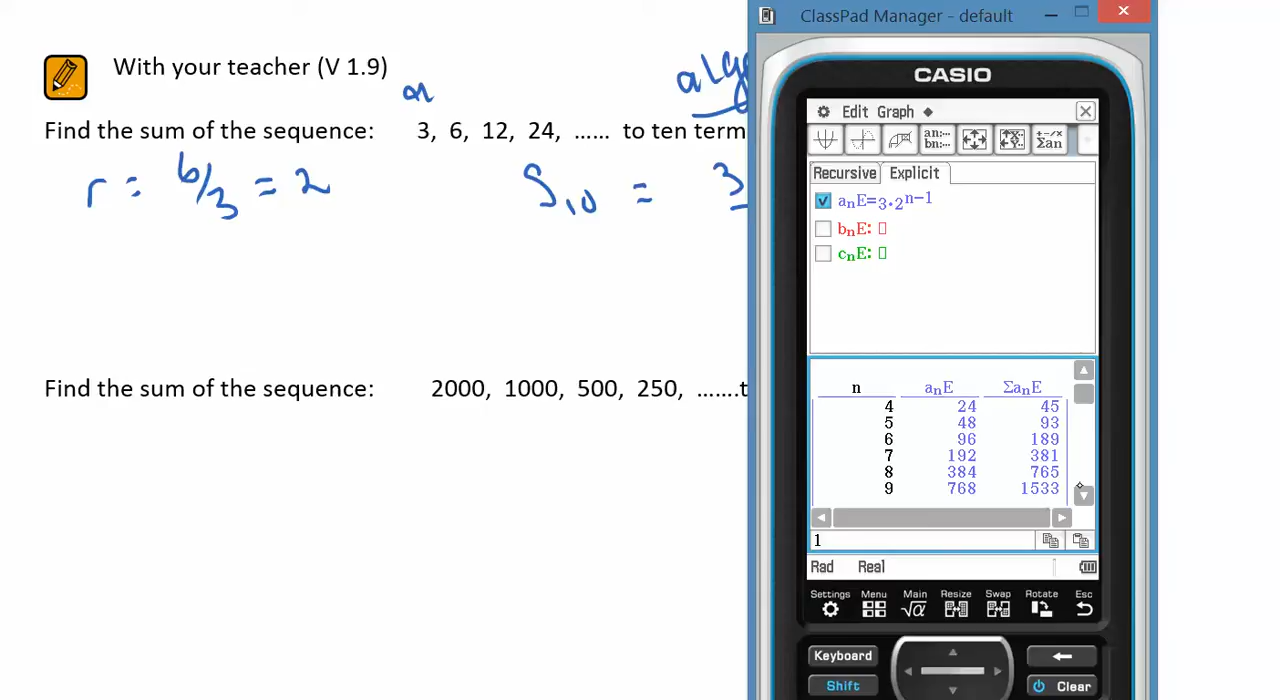 ClassPad Manager - default
With your teacher (V 1.9)
Find the sum of the sequence: 3, 6, 12, 24, …… to ten term
r = 6/3 = 2
S₁₀ = 3
Find the sum of the sequence: 2000, 1000, 500, 250, …….t
CASIO
Edit Graph
an:··
bn:··
+−/×
Σan
Recursive Explicit
aₙE=3·2ⁿ⁻¹
bₙE:□
cₙE:□
n aₙE ΣaₙE
4 24 45
5 48 93
6 96 189
7 192 381
8 384 765
9 768 1533
1
Rad Real
Settings Menu Main Resize Swap Rotate Esc
√α
Keyboard
Shift
Clear